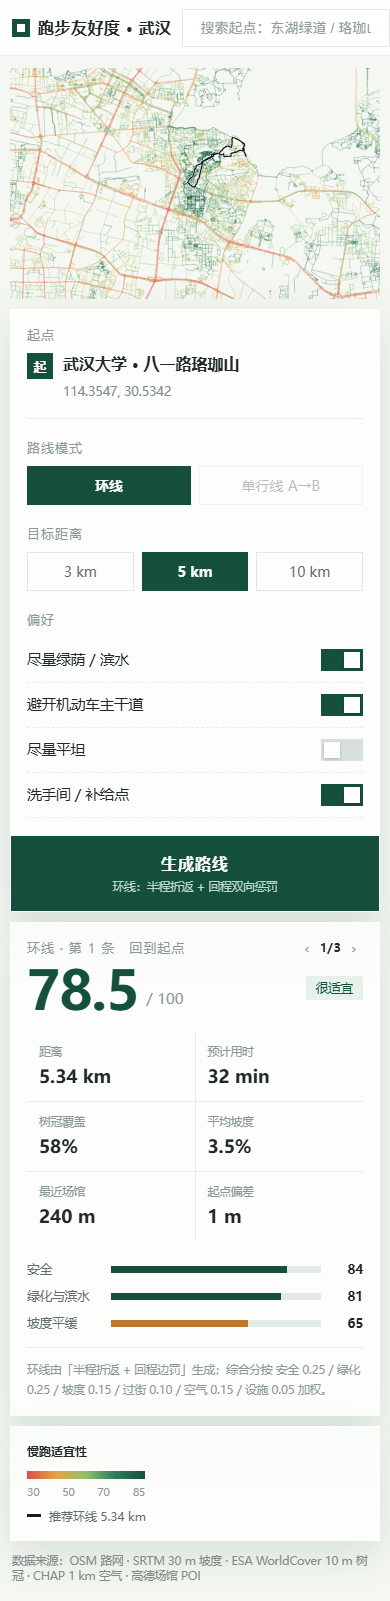 跑步友好度 • 武汉
搜索起点：东湖绿道 / 珞珈
起点
起
武汉大学 • 八一路珞珈山
114.3547, 30.5342
路线模式
环线
单行线 A→B
目标距离
3 km
5 km
10 km
偏好
尽量绿荫 / 滨水
避开机动车主干道
尽量平坦
洗手间 / 补给点
生成路线
环线：半程折返 + 回程双向惩罚
环线 · 第 1 条 回到起点
‹ 1/3 ›
78.5 / 100
很适宜
距离
5.34 km
预计用时
32 min
树冠覆盖
58%
平均坡度
3.5%
最近场馆
240 m
起点偏差
1 m
安全 84
绿化与滨水 81
坡度平缓 65
环线由「半程折返 + 回程边罚」生成；综合分按 安全 0.25 / 绿化
0.25 / 坡度 0.15 / 过街 0.10 / 空气 0.15 / 设施 0.05 加权。
慢跑适宜性
30 50 70 85
推荐环线 5.34 km
数据来源：OSM 路网 · SRTM 30 m 坡度 · ESA WorldCover 10 m 树
冠 · CHAP 1 km 空气 · 高德场馆 POI